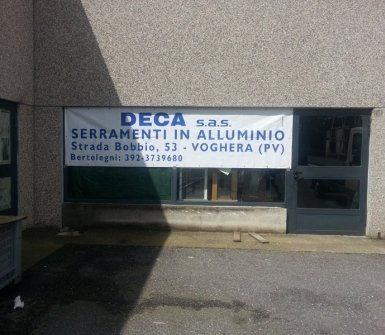 DECA s.a.s.
SERRAMENTI IN ALLUMINIO
Strada Bobbio, 53 - VOGHERA (PV)
Bertelegni: 392-3739680